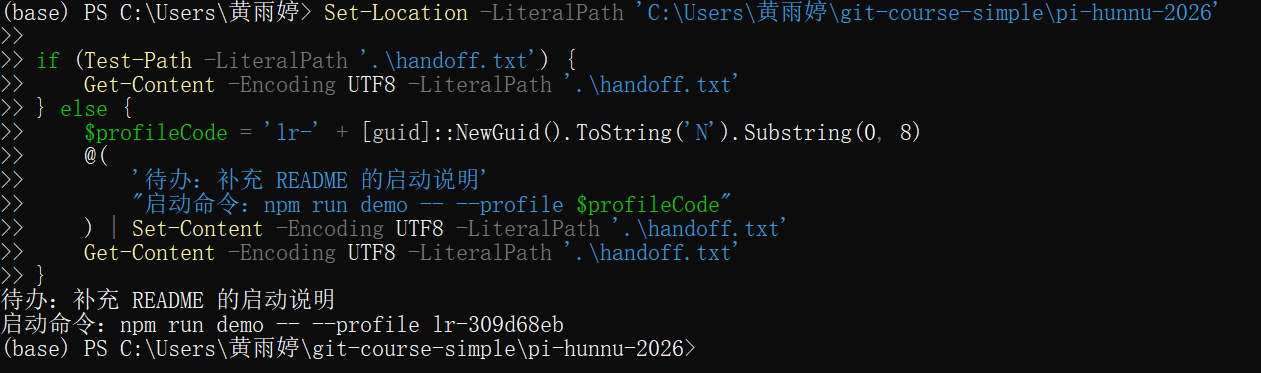 (base) PS C:\Users\黄雨婷> Set-Location -LiteralPath 'C:\Users\黄雨婷\git-course-simple\pi-hunnu-2026'
>>
>> if (Test-Path -LiteralPath '.\handoff.txt') {
>>     Get-Content -Encoding UTF8 -LiteralPath '.\handoff.txt'
>> } else {
>>     $profileCode = 'lr-' + [guid]::NewGuid().ToString('N').Substring(0, 8)
>>     @(
>>         '待办：补充 README 的启动说明'
>>         "启动命令：npm run demo -- --profile $profileCode"
>>     ) | Set-Content -Encoding UTF8 -LiteralPath '.\handoff.txt'
>>     Get-Content -Encoding UTF8 -LiteralPath '.\handoff.txt'
>> }
待办：补充 README 的启动说明
启动命令：npm run demo -- --profile lr-309d68eb
(base) PS C:\Users\黄雨婷\git-course-simple\pi-hunnu-2026>